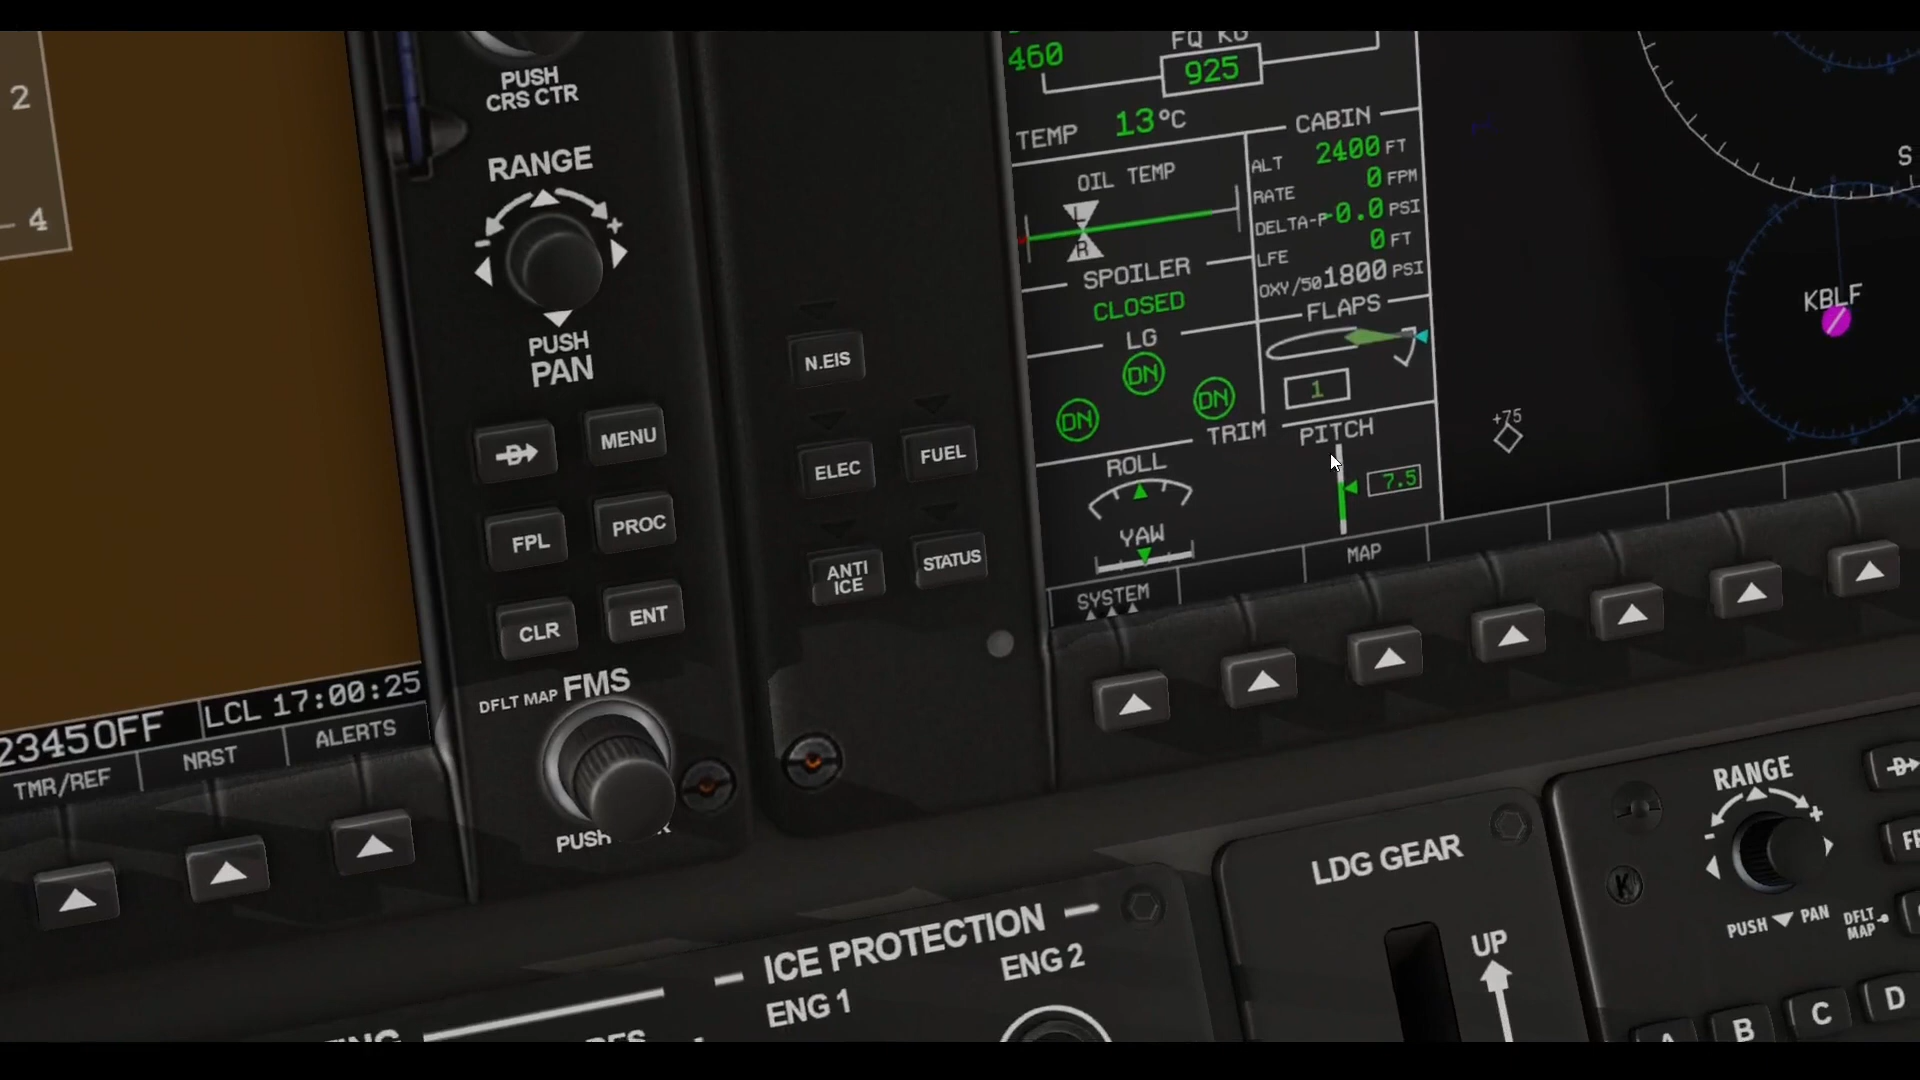 2
4
23450FF
LCL 17:00:25
TMR/REF
NRST
ALERTS
PUSH
CRS CTR
RANGE
-
+
PUSH
PAN
MENU
FPL
PROC
CLR
ENT
DFLT MAP FMS
PUSH
N.EIS
ELEC
FUEL
ANTI
ICE
STATUS
460
FQ KG
925
TEMP 13°C
OIL TEMP
L
R
SPOILER
CLOSED
LG
DN
DN
DN
CABIN
ALT 2400 FT
RATE 0 FPM
DELTA-P -0.0 PSI
LFE 0 FT
OXY/50 1800 PSI
FLAPS
1
TRIM
ROLL
PITCH
7.5
YAW
SYSTEM
MAP
S
KBLF
+75
ICE PROTECTION
ENG 1
ENG 2
LDG GEAR
UP
RANGE
-
+
PUSH PAN
DFLT
MAP
K
A
B
C
D